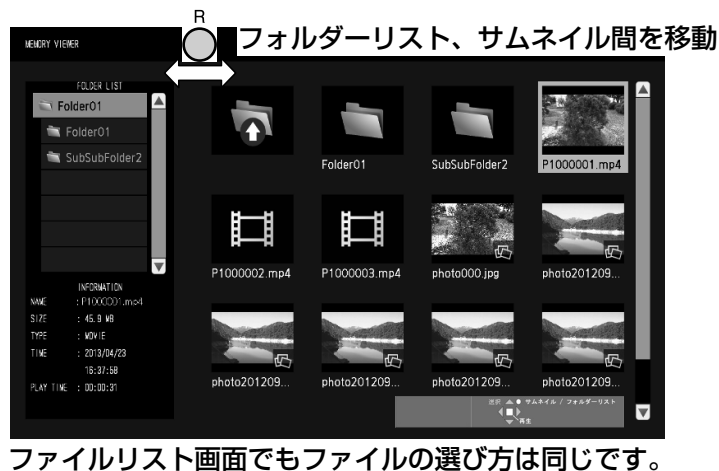 R
フォルダーリスト、サムネイル間を移動
MEMORY VIEWER
FOLDER LIST
Folder01
Folder01
SubSubFolder2
Folder01
SubSubFolder2
P1000001.mp4
P1000002.mp4
P1000003.mp4
photo000.jpg
photo201209...
photo201209...
photo201209...
photo201209...
photo201209...
INFORMATION
NAME : P1000001.mp4
SIZE : 45.9 MB
TYPE : MOVIE
TIME : 2013/04/23
15:37:58
PLAY TIME : 00:00:31
選択 サムネイル / フォルダーリスト
再生
ファイルリスト画面でもファイルの選び方は同じです。